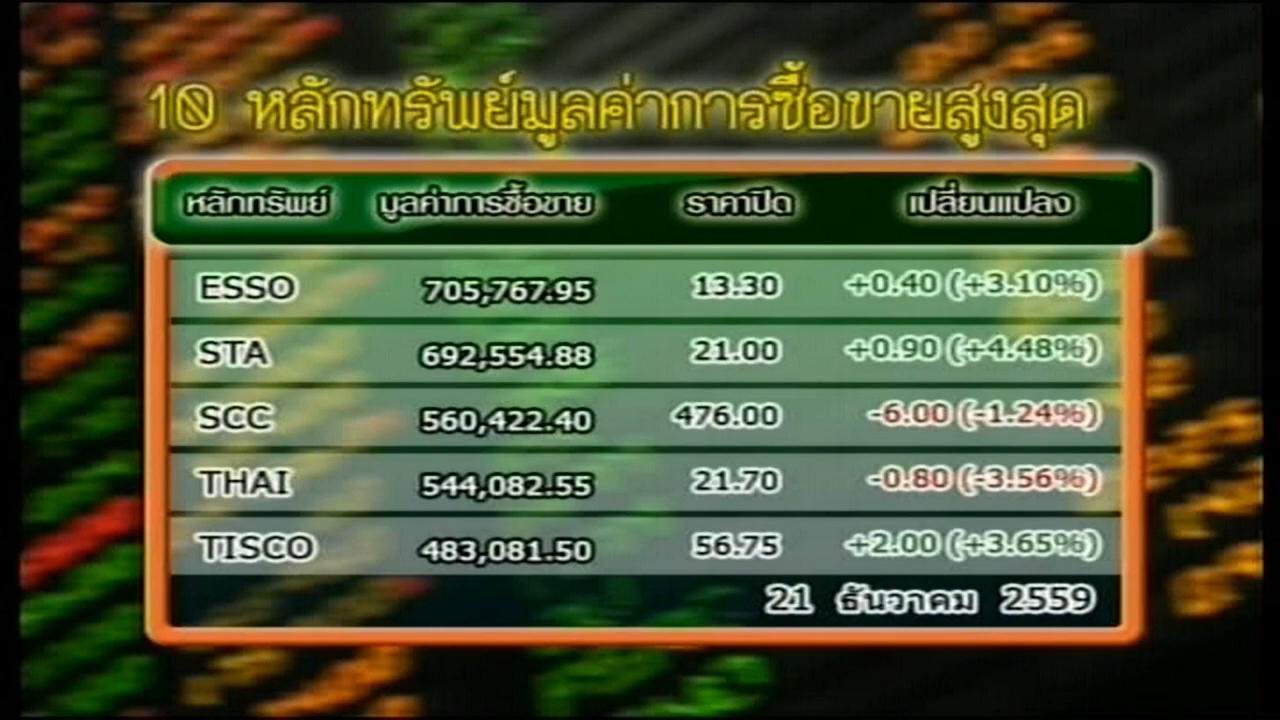 10 หลักทรัพย์มูลค่าการซื้อขายสูงสุด
หลักทรัพย์ มูลค่าการซื้อขาย ราคาปิด เปลี่ยนแปลง
ESSO 705,767.95 13.30 +0.40 (+3.10%)
STA 692,554.88 21.00 +0.90 (+4.48%)
SCC 560,422.40 476.00 -6.00 (-1.24%)
THAI 544,082.55 21.70 -0.80 (-3.56%)
TISCO 483,081.50 56.75 +2.00 (+3.65%)
21 ธันวาคม 2559